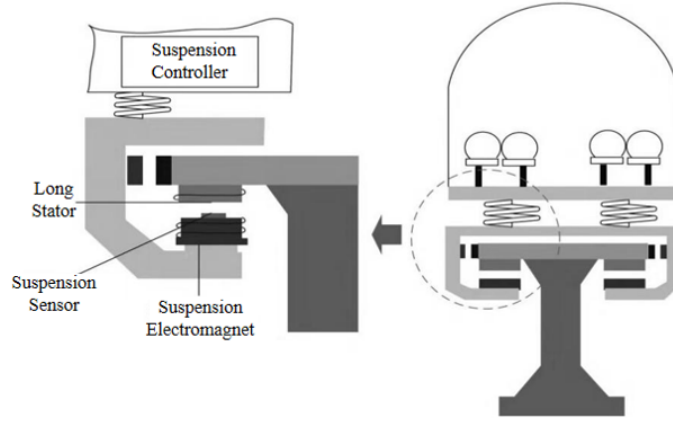 Suspension
Controller
Long
Stator
Suspension
Sensor
Suspension
Electromagnet